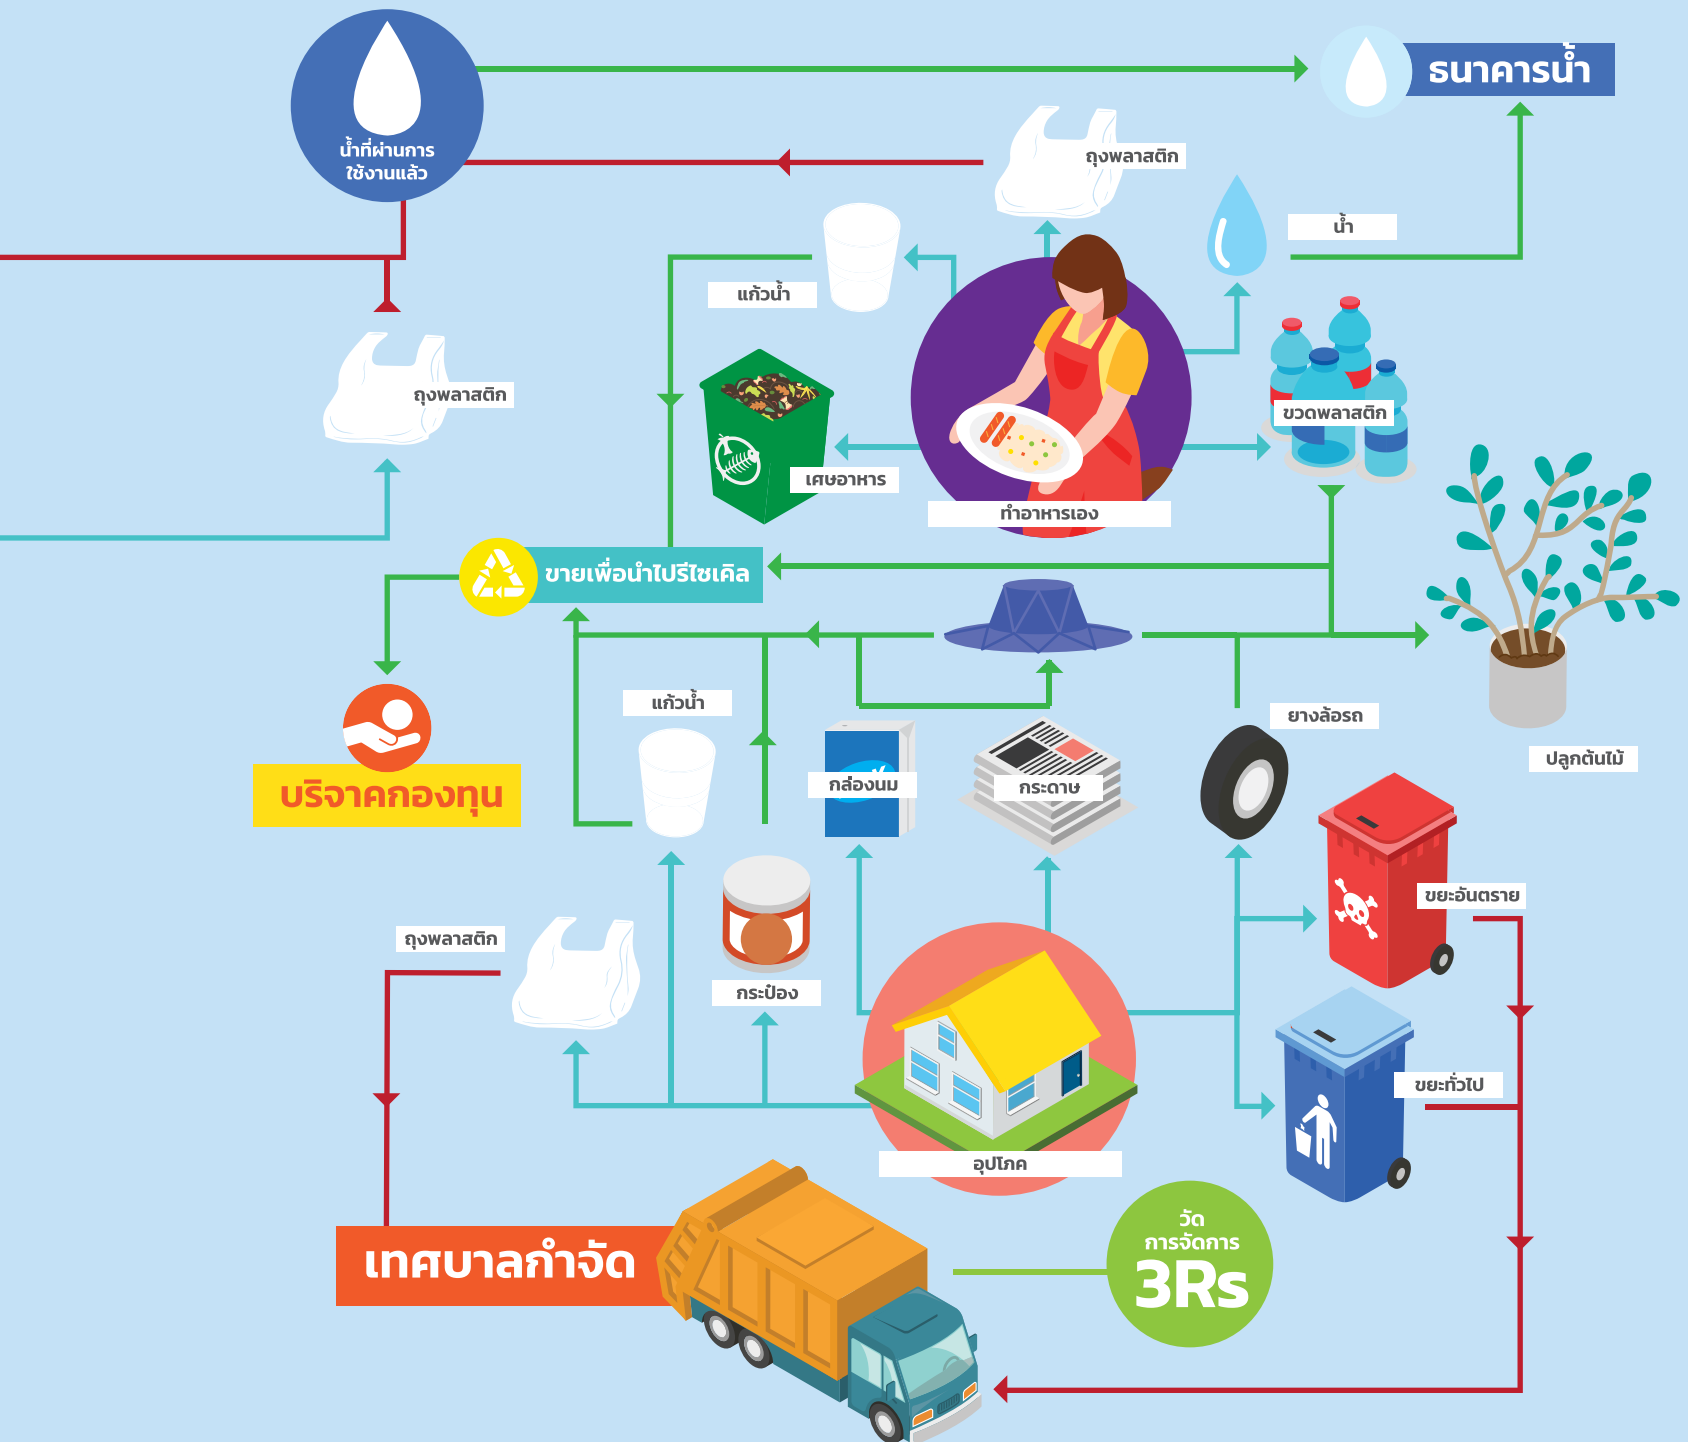 ธนาคารน้ำ
น้ำที่ผ่านการ
ใช้งานแล้ว
ถุงพลาสติก
น้ำ
แก้วน้ำ
ถุงพลาสติก
ขวดพลาสติก
เศษอาหาร
ทำอาหารเอง
ขายเพื่อนำไปรีไซเคิล
แก้วน้ำ
ยางล้อรถ
ปลูกต้นไม้
บริจาคกองทุน
กล่องนม
กระดาษ
ขยะอันตราย
ถุงพลาสติก
กระป๋อง
ขยะทั่วไป
อุปโภค
วัด
การจัดการ
3Rs
เทศบาลกำจัด